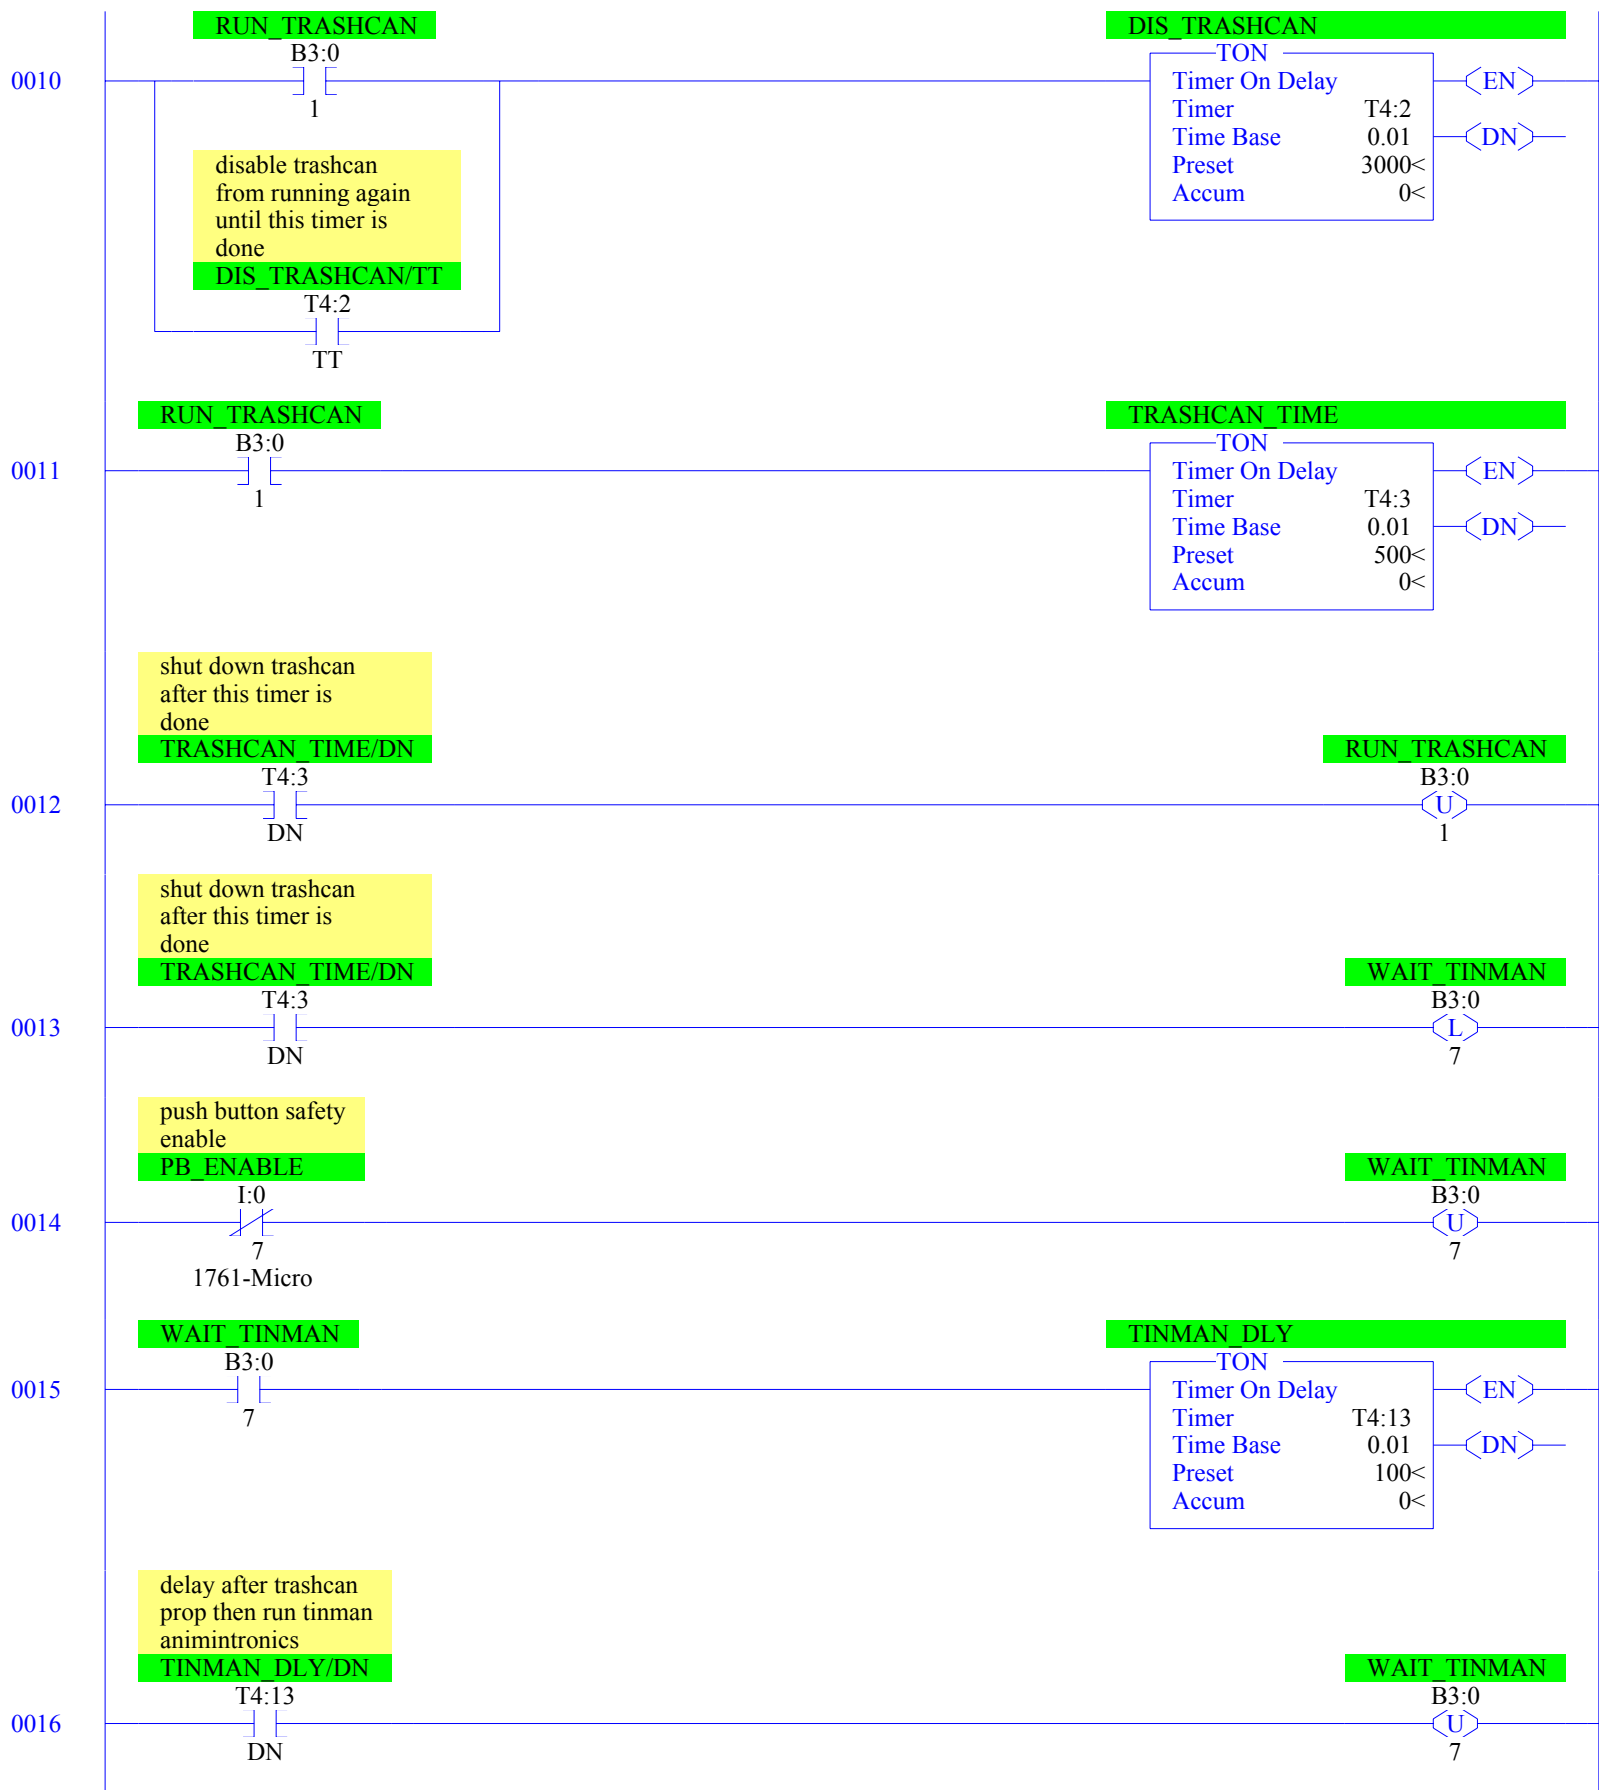 RUN_TRASHCAN
B3:0
1
disable trashcan
from running again
until this timer is
done
DIS_TRASHCAN/TT
T4:2
TT
DIS_TRASHCAN
TON
Timer On Delay
Timer T4:2
Time Base 0.01
Preset 3000<
Accum 0<
EN
DN
0010
RUN_TRASHCAN
B3:0
1
TRASHCAN_TIME
TON
Timer On Delay
Timer T4:3
Time Base 0.01
Preset 500<
Accum 0<
EN
DN
0011
shut down trashcan
after this timer is
done
TRASHCAN_TIME/DN
T4:3
DN
RUN_TRASHCAN
B3:0
U
1
0012
shut down trashcan
after this timer is
done
TRASHCAN_TIME/DN
T4:3
DN
WAIT_TINMAN
B3:0
L
7
0013
push button safety
enable
PB_ENABLE
I:0
7
1761-Micro
WAIT_TINMAN
B3:0
U
7
0014
WAIT_TINMAN
B3:0
7
TINMAN_DLY
TON
Timer On Delay
Timer T4:13
Time Base 0.01
Preset 100<
Accum 0<
EN
DN
0015
delay after trashcan
prop then run tinman
animintronics
TINMAN_DLY/DN
T4:13
DN
WAIT_TINMAN
B3:0
U
7
0016